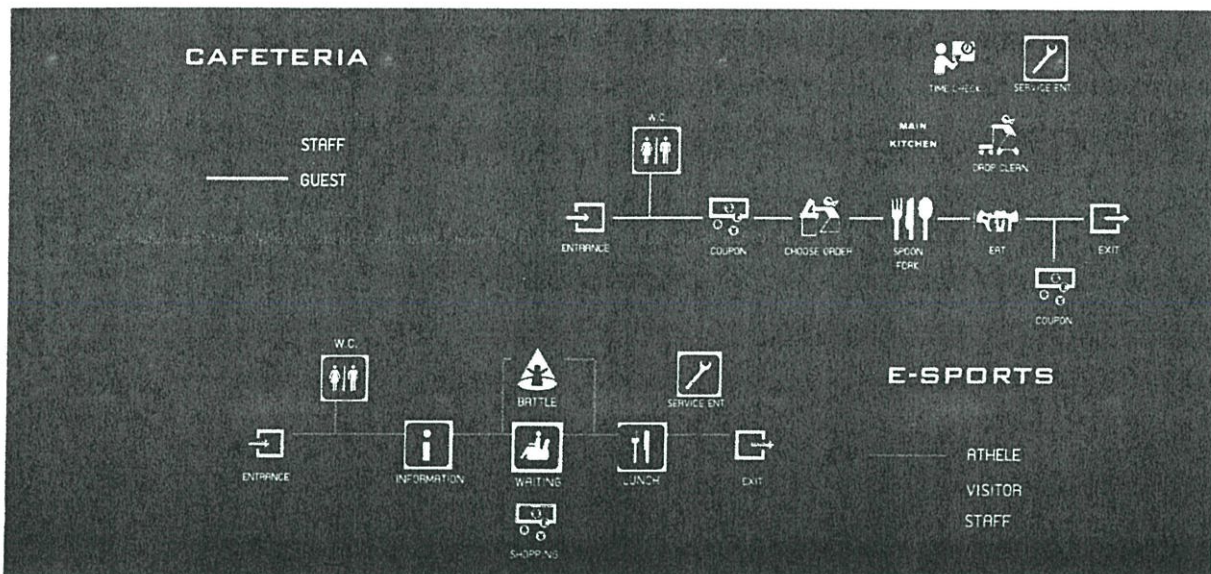 CAFETERIA
STAFF
GUEST
TIME CHECK
SERVICE ENT.
W.C.
MAIN
KITCHEN
DROP CLEAN
ENTRANCE
COUPON
CHOOSE ORDER
SPOON
FORK
EAT
EXIT
COUPON
W.C.
BATTLE
SERVICE ENT.
ENTRANCE
INFORMATION
WAITING
LUNCH
EXIT
SHOPPING
E-SPORTS
ATHELE
VISITOR
STAFF